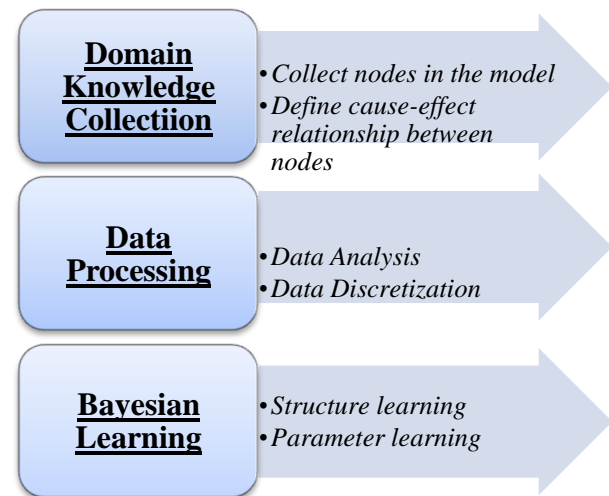 Domain
Knowledge
Collectiion
• Collect nodes in the model
• Define cause-effect
relationship between
nodes
Data
Processing
• Data Analysis
• Data Discretization
Bayesian
Learning
• Structure learning
• Parameter learning